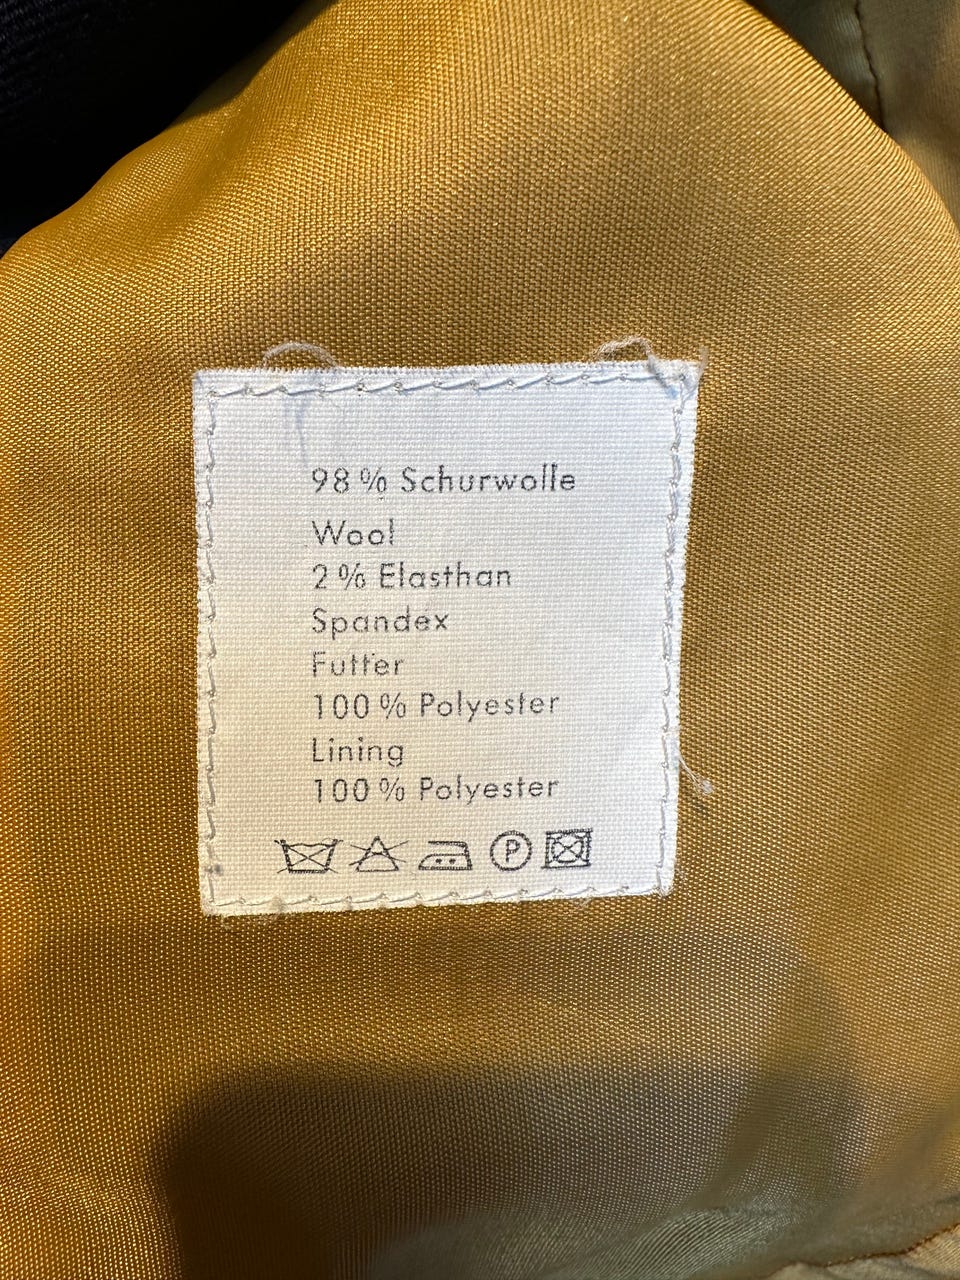 98 % Schurwolle
Wool
2 % Elasthan
Spandex
Futter
100 % Polyester
Lining
100 % Polyester
P